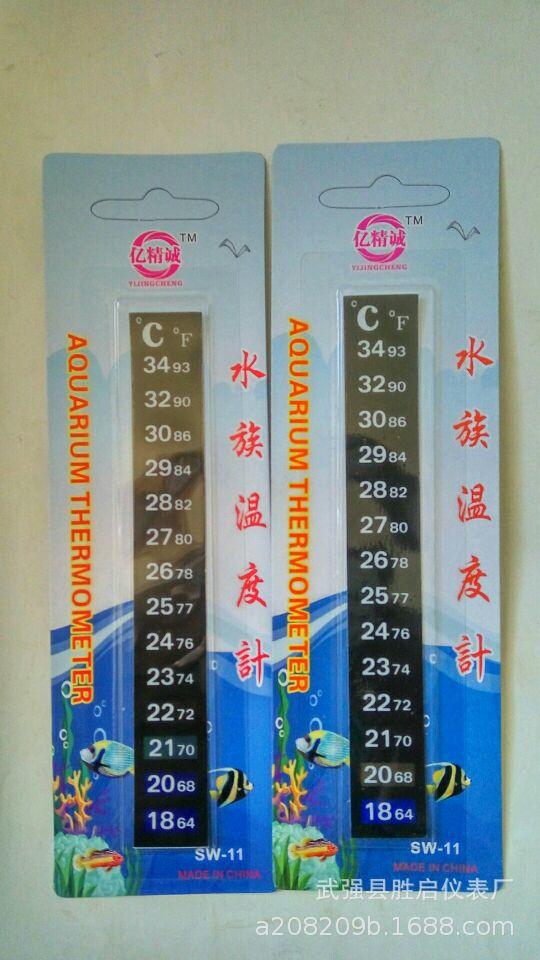 亿精诚 TM
YIJINGCHENG
AQUARIUM THERMOMETER
水族温度計
°C °F
34 93
32 90
30 86
29 84
28 82
27 80
26 78
25 77
24 76
23 74
22 72
21 70
20 68
18 64
SW-11
MADE IN CHINA
亿精诚 TM
YIJINGCHENG
AQUARIUM THERMOMETER
水族温度計
°C °F
34 93
32 90
30 86
29 84
28 82
27 80
26 78
25 77
24 76
23 74
22 72
21 70
20 68
18 64
SW-11
MADE IN CHINA
武强县胜启仪表厂
a208209b.1688.com